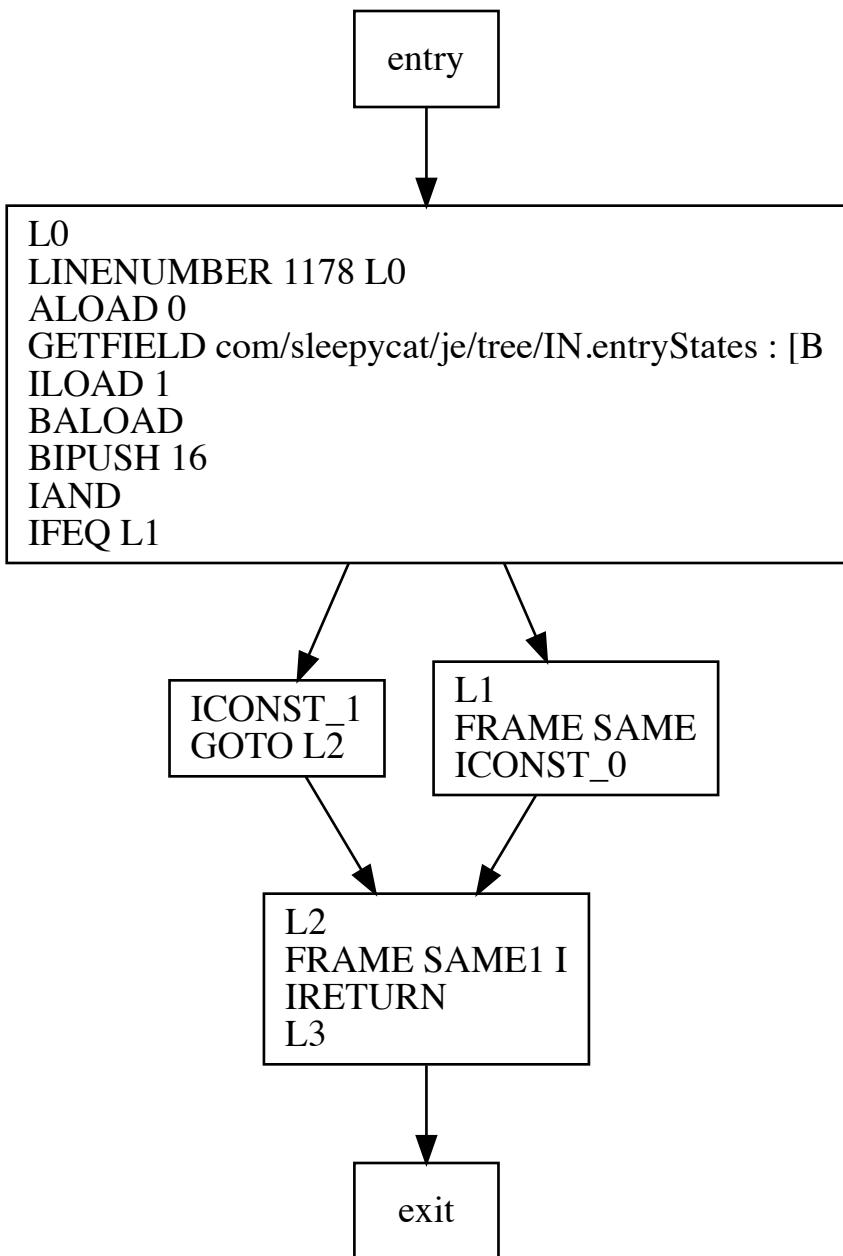 entry
L0
LINENUMBER 1178 L0
ALOAD 0
GETFIELD com/sleepycat/je/tree/IN.entryStates : [B
ILOAD 1
BALOAD
BIPUSH 16
IAND
IFEQ L1
ICONST_1
GOTO L2
L1
FRAME SAME
ICONST_0
L2
FRAME SAME1 I
IRETURN
L3
exit